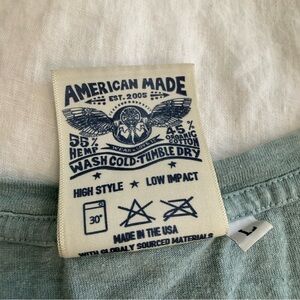 AMERICAN MADE
EST. 2005
55%
HEMP
45%
ORGANIC
COTTON
WASH COLD-TUMBLE DRY
HIGH STYLE ★ LOW IMPACT
30°
MADE IN THE USA
WITH GLOBALY SOURCED MATERIALS
L